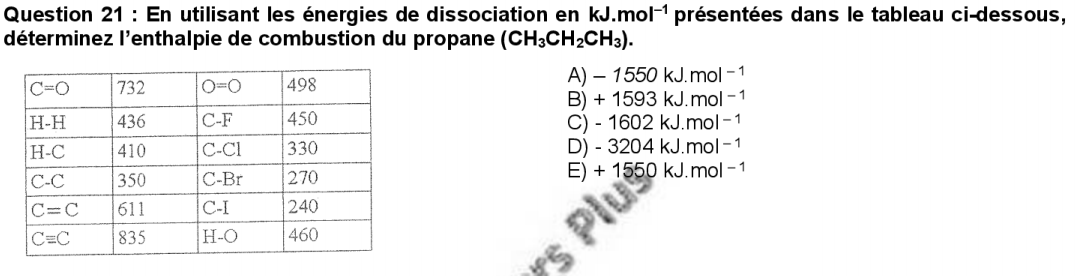 Question 21 : En utilisant les énergies de dissociation en kJ.mol⁻¹ présentées dans le tableau ci-dessous,
déterminez l'enthalpie de combustion du propane (CH₃CH₂CH₃).
C=O 732 O=O 498
H-H 436 C-F 450
H-C 410 C-Cl 330
C-C 350 C-Br 270
C=C 611 C-I 240
C≡C 835 H-O 460
A) – 1550 kJ.mol⁻¹
B) + 1593 kJ.mol⁻¹
C) - 1602 kJ.mol⁻¹
D) - 3204 kJ.mol⁻¹
E) + 1550 kJ.mol⁻¹
Plus